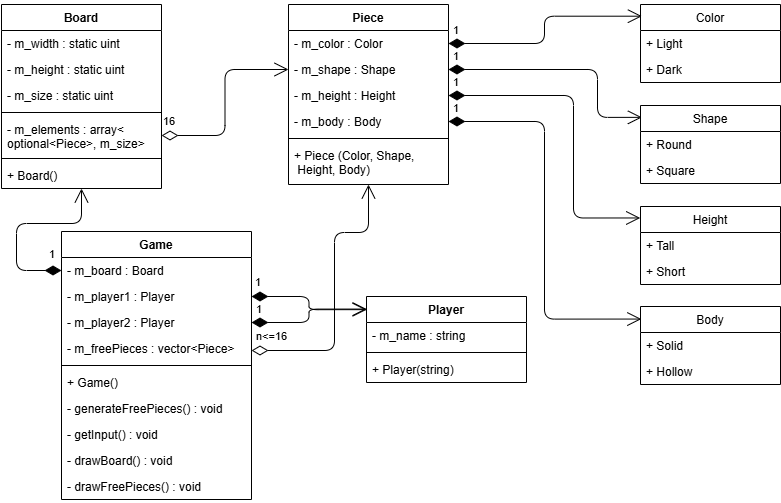 Board
- m_width : static uint
- m_height : static uint
- m_size : static uint
- m_elements : array<
optional<Piece>, m_size>
+ Board()
16
Piece
- m_color : Color
- m_shape : Shape
- m_height : Height
- m_body : Body
+ Piece (Color, Shape,
Height, Body)
1
1
1
1
Color
+ Light
+ Dark
Shape
+ Round
+ Square
Height
+ Tall
+ Short
Body
+ Solid
+ Hollow
1
Game
- m_board : Board
- m_player1 : Player
- m_player2 : Player
- m_freePieces : vector<Piece>
+ Game()
- generateFreePieces() : void
- getInput() : void
- drawBoard() : void
- drawFreePieces() : void
1
1
n<=16
Player
- m_name : string
+ Player(string)